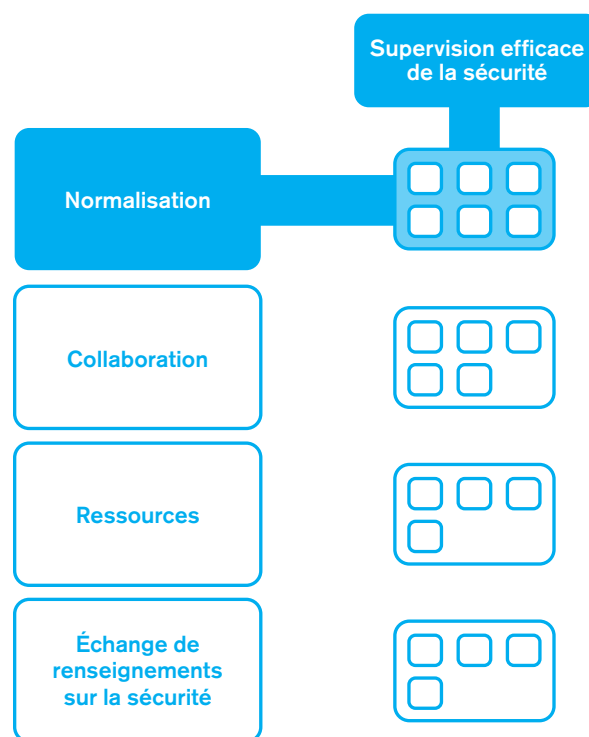 Supervision efficace
de la sécurité
Normalisation
Collaboration
Ressources
Échange de
renseignements
sur la sécurité